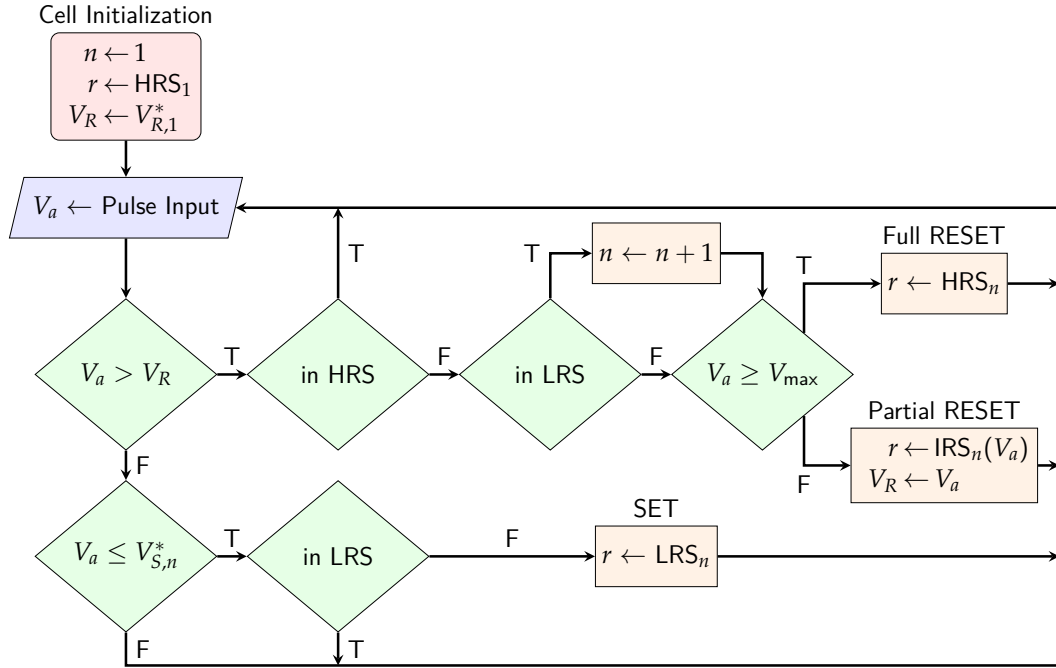 Cell Initialization
n ← 1
r ← HRS₁
V_R ← V*_{R,1}
V_a ← Pulse Input
V_a > V_R
T
F
in HRS
T
F
in LRS
T
F
n ← n + 1
V_a ≥ V_max
T
F
Full RESET
r ← HRS_n
Partial RESET
r ← IRS_n(V_a)
V_R ← V_a
V_a ≤ V*_{S,n}
T
F
in LRS
F
T
SET
r ← LRS_n